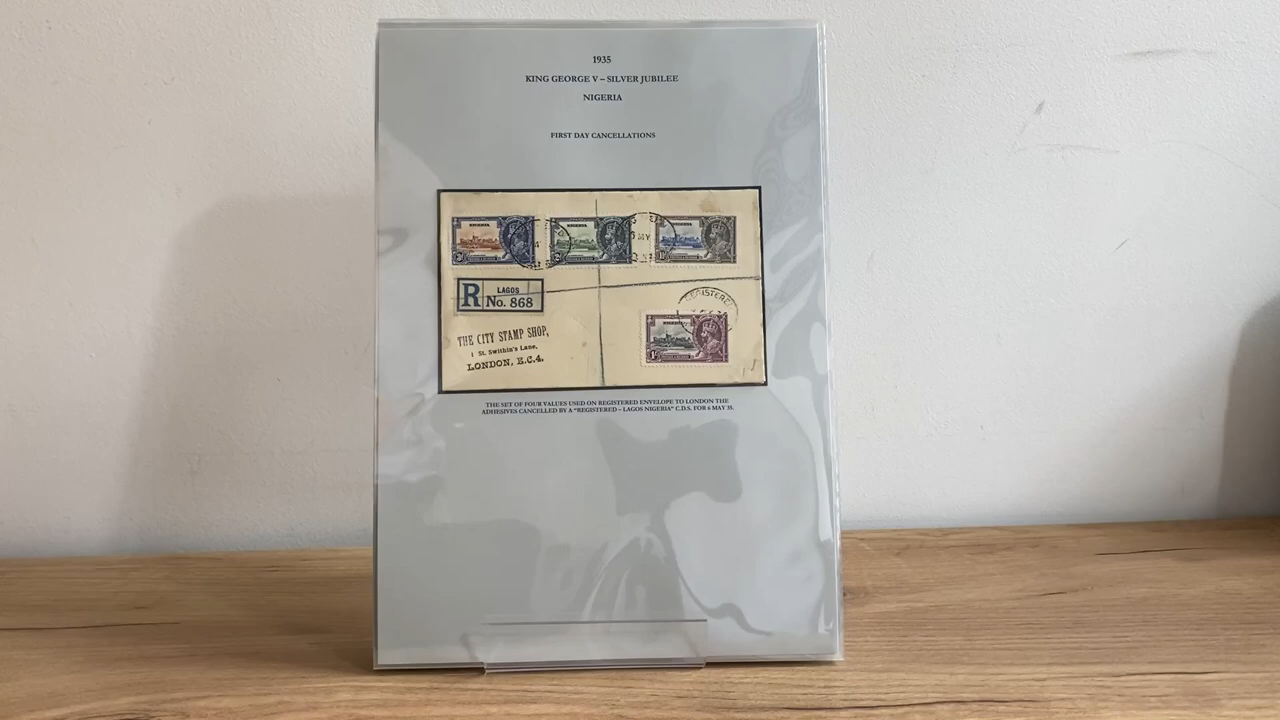 1935
KING GEORGE V – SILVER JUBILEE
NIGERIA
FIRST DAY CANCELLATIONS
NIGERIA
NIGERIA
NIGERIA
R
LAGOS
No. 868
THE CITY STAMP SHOP,
1 St. Swithin's Lane,
LONDON, E.C.4.
REGISTERED
NIGERIA
1/-
THE SET OF FOUR VALUES USED ON REGISTERED ENVELOPE TO LONDON THE
ADHESIVES CANCELLED BY A "REGISTERED – LAGOS NIGERIA" C.D.S. FOR 6 MAY 35.